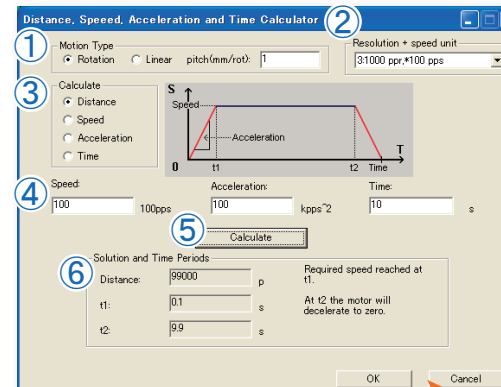 Distance, Speeed, Acceleration and Time Calculator
②
①
Motion Type
Rotation Linear pitch(mm/rot): 1
Resolution + speed unit
3:1000 ppr,*100 pps
③
Calculate
Distance
Speed
Acceleration
Time
S
Speed
Acceleration
0 t1 t2 Time T
④
Speed: Acceleration: Time:
100 100pps 100 kpps^2 10 s
⑤
Calculate
⑥
Solution and Time Periods
Distance: 99000 p
t1: 0.1 s
t2: 9.9 s
Required speed reached at
t1.
At t2 the motor will
decelerate to zero.
OK Cancel